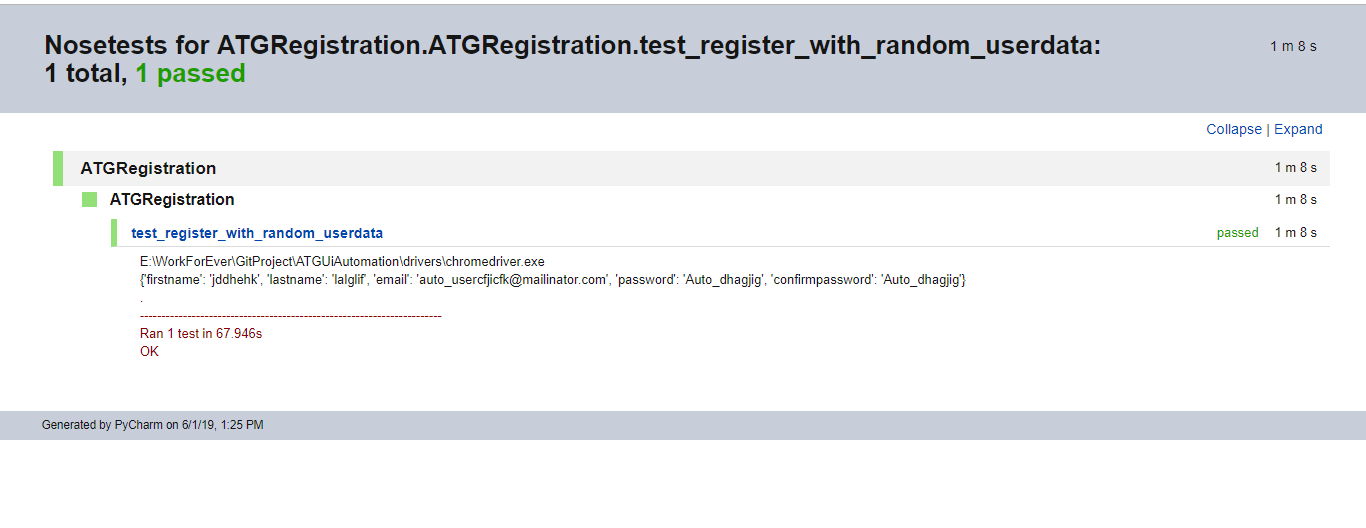 Nosetests for ATGRegistration.ATGRegistration.test_register_with_random_userdata: 1 m 8 s
1 total, 1 passed
Collapse | Expand
ATGRegistration 1 m 8 s
ATGRegistration 1 m 8 s
test_register_with_random_userdata passed 1 m 8 s
E:\WorkForEver\GitProject\ATGUiAutomation\drivers\chromedriver.exe
{'firstname': 'jddhehk', 'lastname': 'lalglif', 'email': 'auto_usercfjicfk@mailinator.com', 'password': 'Auto_dhagjig', 'confirmpassword': 'Auto_dhagjig'}
.
----------------------------------------------------------------------
Ran 1 test in 67.946s
OK
Generated by PyCharm on 6/1/19, 1:25 PM